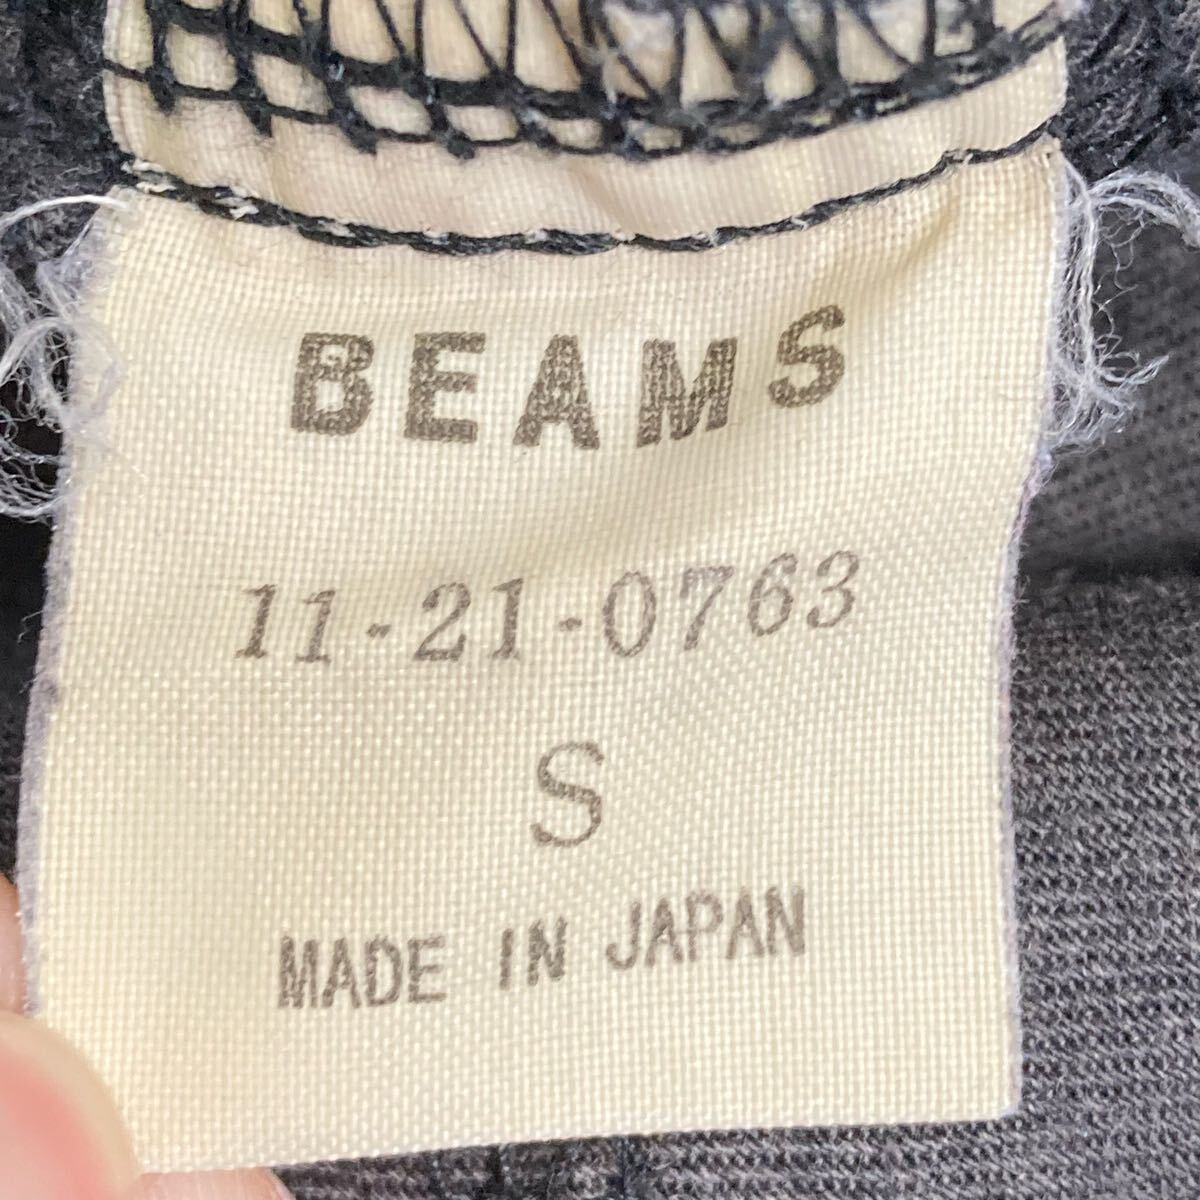 BEAMS
11-21-0763
S
MADE IN JAPAN